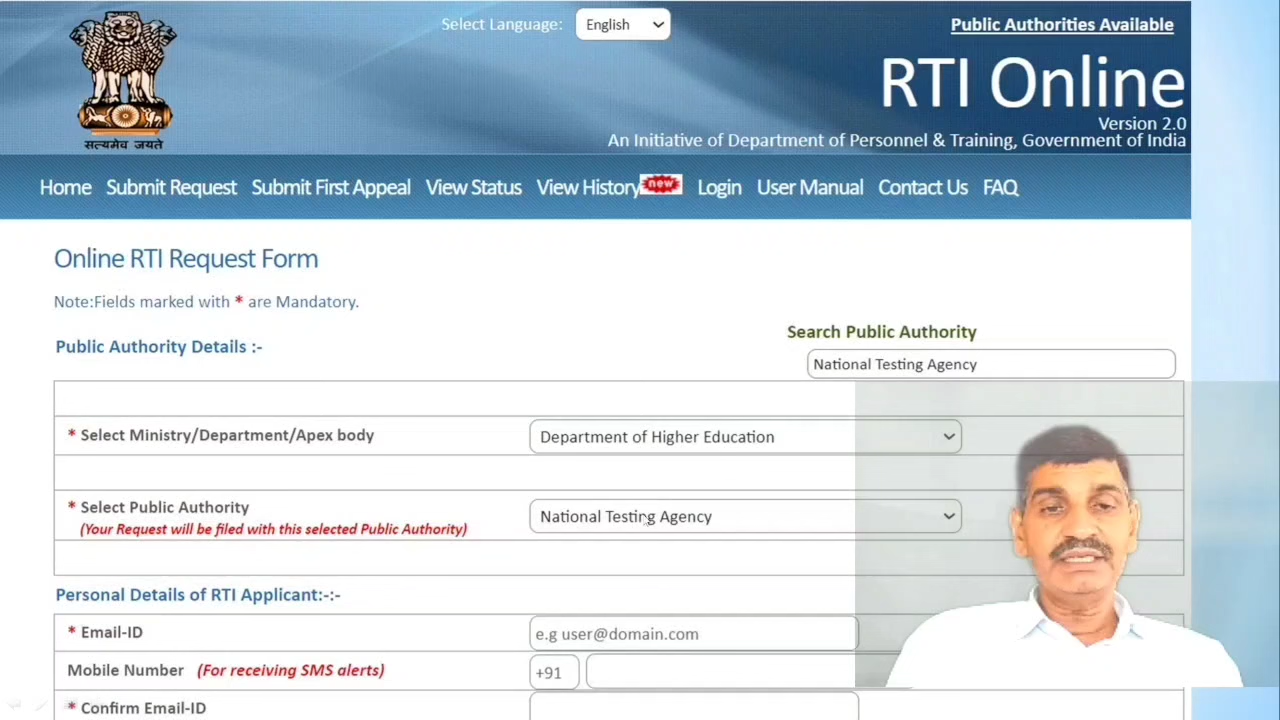 Select Language: English
Public Authorities Available
RTI Online
Version 2.0
An Initiative of Department of Personnel & Training, Government of India
सत्यमेव जयते
Home Submit Request Submit First Appeal View Status View History new Login User Manual Contact Us FAQ
Online RTI Request Form
Note:Fields marked with * are Mandatory.
Search Public Authority
Public Authority Details :-
National Testing Agency
* Select Ministry/Department/Apex body Department of Higher Education
* Select Public Authority
(Your Request will be filed with this selected Public Authority) National Testing Agency
Personal Details of RTI Applicant:-:-
* Email-ID e.g user@domain.com
Mobile Number (For receiving SMS alerts) +91
* Confirm Email-ID